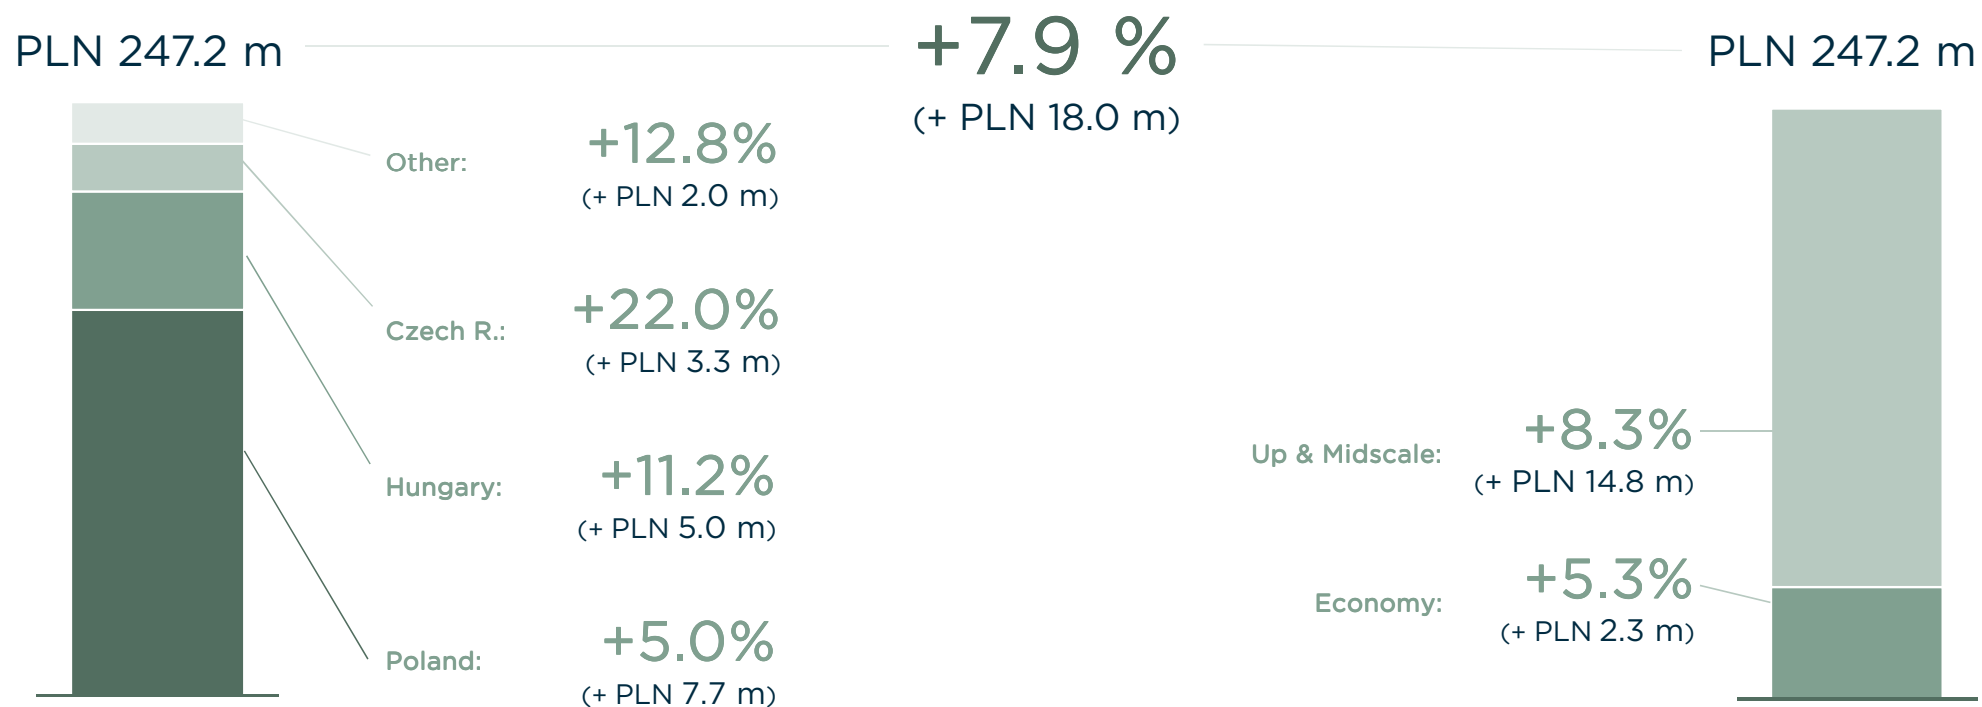 PLN 247.2 m
+7.9 %
(+ PLN 18.0 m)
PLN 247.2 m
Other:
+12.8%
(+ PLN 2.0 m)
Czech R.:
+22.0%
(+ PLN 3.3 m)
Hungary:
+11.2%
(+ PLN 5.0 m)
Poland:
+5.0%
(+ PLN 7.7 m)
Up & Midscale:
+8.3%
(+ PLN 14.8 m)
Economy:
+5.3%
(+ PLN 2.3 m)